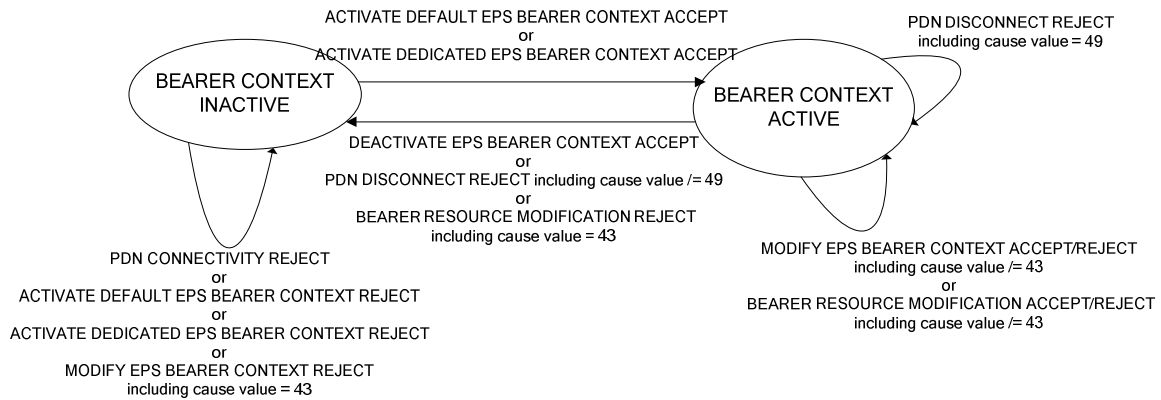 ACTIVATE DEFAULT EPS BEARER CONTEXT ACCEPT
or
ACTIVATE DEDICATED EPS BEARER CONTEXT ACCEPT
PDN DISCONNECT REJECT
including cause value = 49
BEARER CONTEXT
INACTIVE
BEARER CONTEXT
ACTIVE
DEACTIVATE EPS BEARER CONTEXT ACCEPT
or
PDN DISCONNECT REJECT including cause value /= 49
or
BEARER RESOURCE MODIFICATION REJECT
including cause value = 43
PDN CONNECTIVITY REJECT
or
ACTIVATE DEFAULT EPS BEARER CONTEXT REJECT
or
ACTIVATE DEDICATED EPS BEARER CONTEXT REJECT
or
MODIFY EPS BEARER CONTEXT REJECT
including cause value = 43
MODIFY EPS BEARER CONTEXT ACCEPT/REJECT
including cause value /= 43
or
BEARER RESOURCE MODIFICATION ACCEPT/REJECT
including cause value /= 43